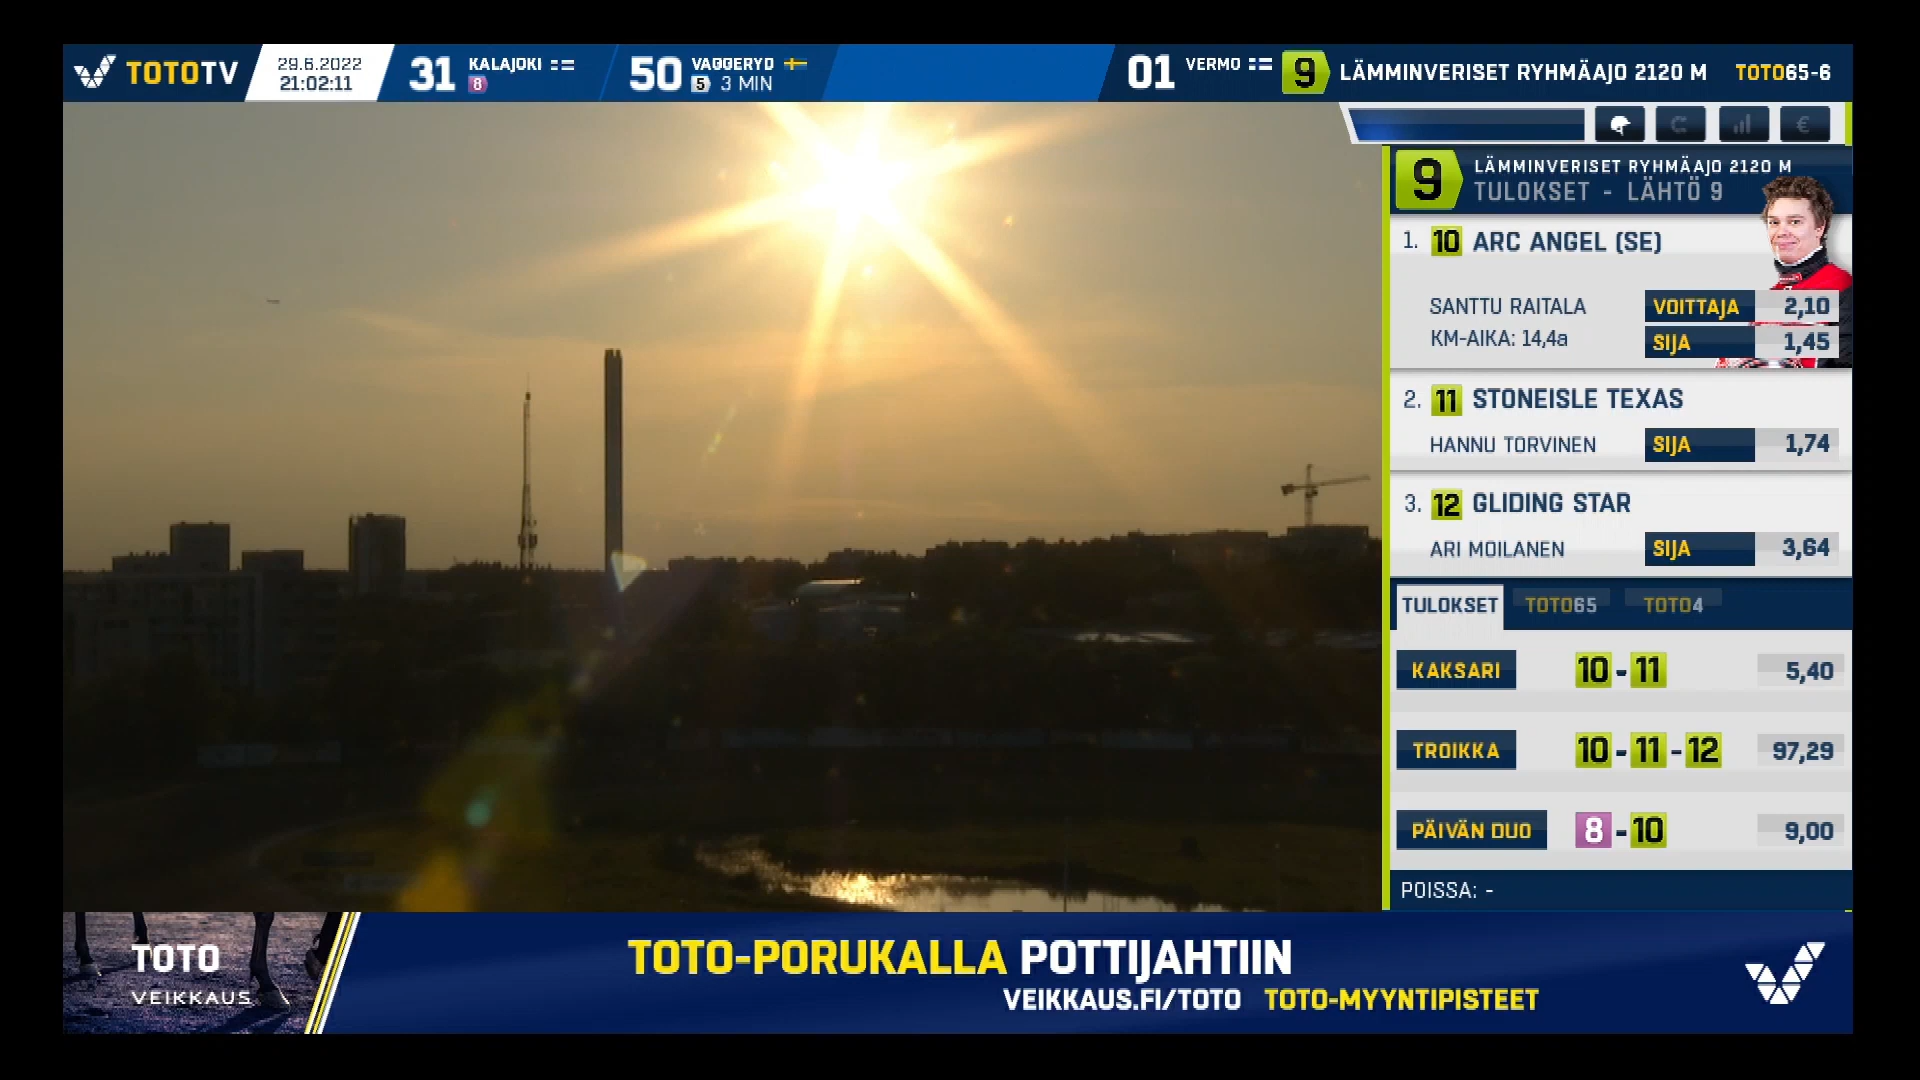 TOTOTV
29.6.2022
21:02:11
31 KALAJOKI
8
50 VAGGERYD
5 3 MIN
01 VERMO 9 LÄMMINVERISET RYHMÄAJO 2120 M TOTO65-6
€
9 LÄMMINVERISET RYHMÄAJO 2120 M
TULOKSET - LÄHTÖ 9
1. 10 ARC ANGEL (SE)
SANTTU RAITALA VOITTAJA 2,10
KM-AIKA: 14,4a SIJA 1,45
2. 11 STONEISLE TEXAS
HANNU TORVINEN SIJA 1,74
3. 12 GLIDING STAR
ARI MOILANEN SIJA 3,64
TULOKSET TOTO65 TOTO4
KAKSARI 10-11 5,40
TROIKKA 10-11-12 97,29
PÄIVÄN DUO 8-10 9,00
POISSA: -
TOTO
VEIKKAUS
TOTO-PORUKALLA POTTIJAHTIIN
VEIKKAUS.FI/TOTO TOTO-MYYNTIPISTEET